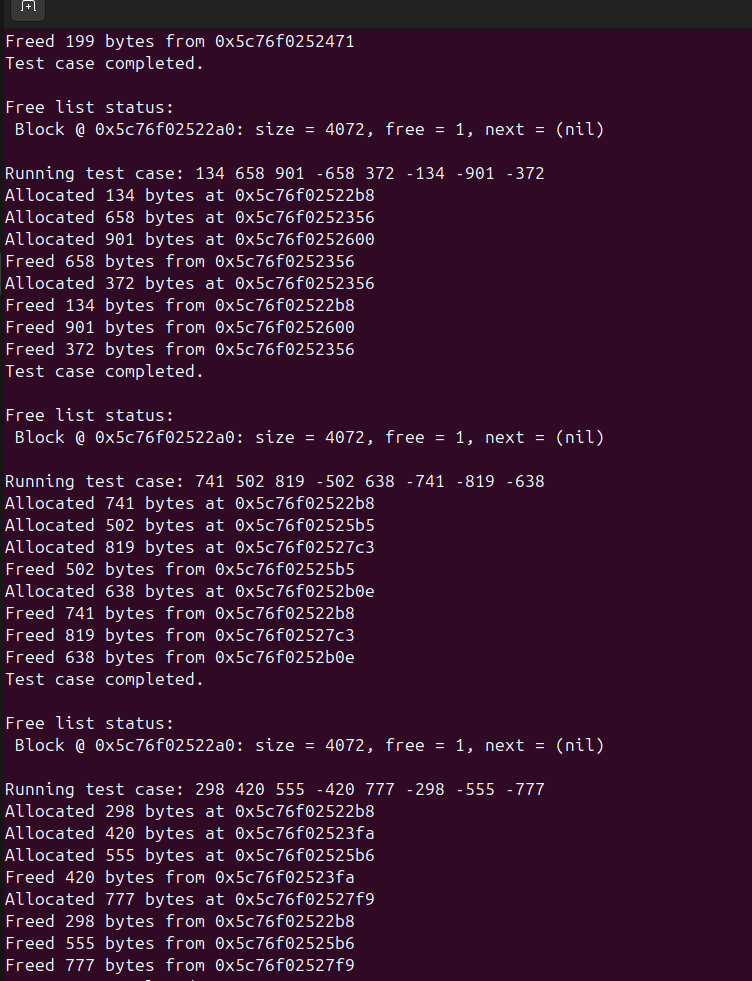 Freed 199 bytes from 0x5c76f0252471
Test case completed.
Free list status:
 Block @ 0x5c76f02522a0: size = 4072, free = 1, next = (nil)
Running test case: 134 658 901 -658 372 -134 -901 -372
Allocated 134 bytes at 0x5c76f02522b8
Allocated 658 bytes at 0x5c76f0252356
Allocated 901 bytes at 0x5c76f0252600
Freed 658 bytes from 0x5c76f0252356
Allocated 372 bytes at 0x5c76f0252356
Freed 134 bytes from 0x5c76f02522b8
Freed 901 bytes from 0x5c76f0252600
Freed 372 bytes from 0x5c76f0252356
Test case completed.
Free list status:
 Block @ 0x5c76f02522a0: size = 4072, free = 1, next = (nil)
Running test case: 741 502 819 -502 638 -741 -819 -638
Allocated 741 bytes at 0x5c76f02522b8
Allocated 502 bytes at 0x5c76f02525b5
Allocated 819 bytes at 0x5c76f02527c3
Freed 502 bytes from 0x5c76f02525b5
Allocated 638 bytes at 0x5c76f0252b0e
Freed 741 bytes from 0x5c76f02522b8
Freed 819 bytes from 0x5c76f02527c3
Freed 638 bytes from 0x5c76f0252b0e
Test case completed.
Free list status:
 Block @ 0x5c76f02522a0: size = 4072, free = 1, next = (nil)
Running test case: 298 420 555 -420 777 -298 -555 -777
Allocated 298 bytes at 0x5c76f02522b8
Allocated 420 bytes at 0x5c76f02523fa
Allocated 555 bytes at 0x5c76f02525b6
Freed 420 bytes from 0x5c76f02523fa
Allocated 777 bytes at 0x5c76f02527f9
Freed 298 bytes from 0x5c76f02522b8
Freed 555 bytes from 0x5c76f02525b6
Freed 777 bytes from 0x5c76f02527f9